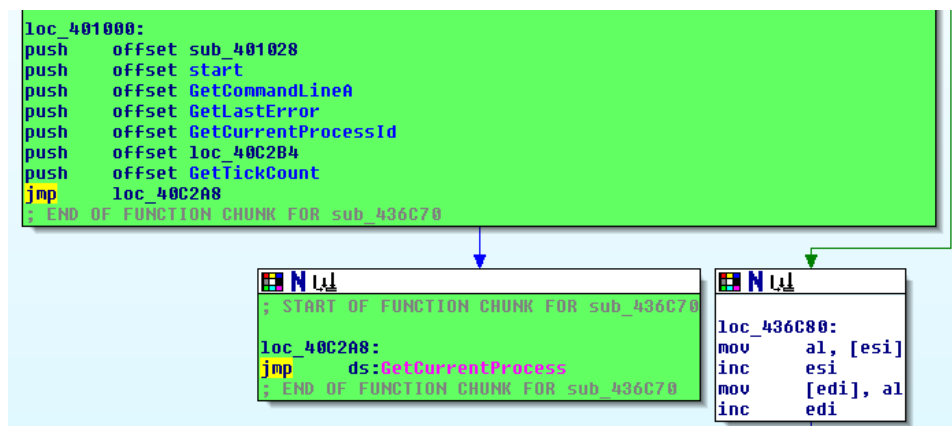 loc_401000:
push offset sub_401028
push offset start
push offset GetCommandLineA
push offset GetLastError
push offset GetCurrentProcessId
push offset loc_40C2B4
push offset GetTickCount
jmp loc_40C2A8
; END OF FUNCTION CHUNK FOR sub_436C70
; START OF FUNCTION CHUNK FOR sub_436C70
loc_40C2A8:
jmp ds:GetCurrentProcess
; END OF FUNCTION CHUNK FOR sub_436C70
loc_436C80:
mov al, [esi]
inc esi
mov [edi], al
inc edi